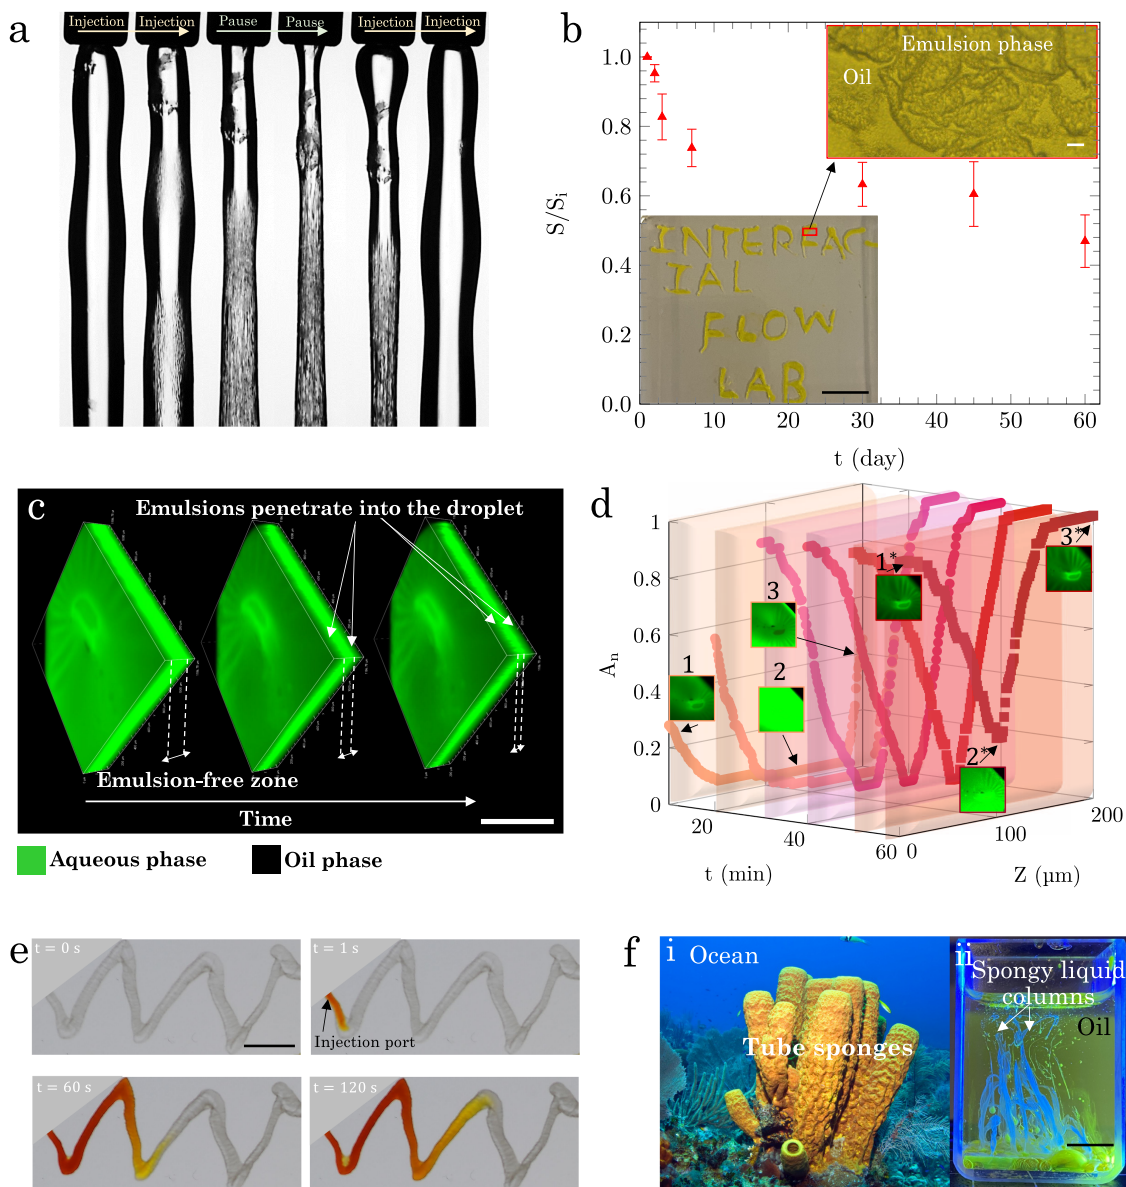 a
Injection
Injection
Pause
Pause
Injection
Injection
b
S/Sᵢ
1.0
0.8
0.6
0.4
0.2
0.0
0
10
20
30
40
50
60
t (day)
Emulsion phase
Oil
INTERFAC-
IAL
FLOW
LAB
c
Emulsions penetrate into the droplet
Emulsion-free zone
Time
Aqueous phase
Oil phase
d
Aₙ
1
0.8
0.6
0.4
0.2
0
1
2
3
1*
2*
3*
20
40
60
t (min)
0
100
200
Z (µm)
e
t = 0 s
t = 1 s
Injection port
t = 60 s
t = 120 s
f
i
Ocean
Tube sponges
ii
Spongy liquid
columns
Oil